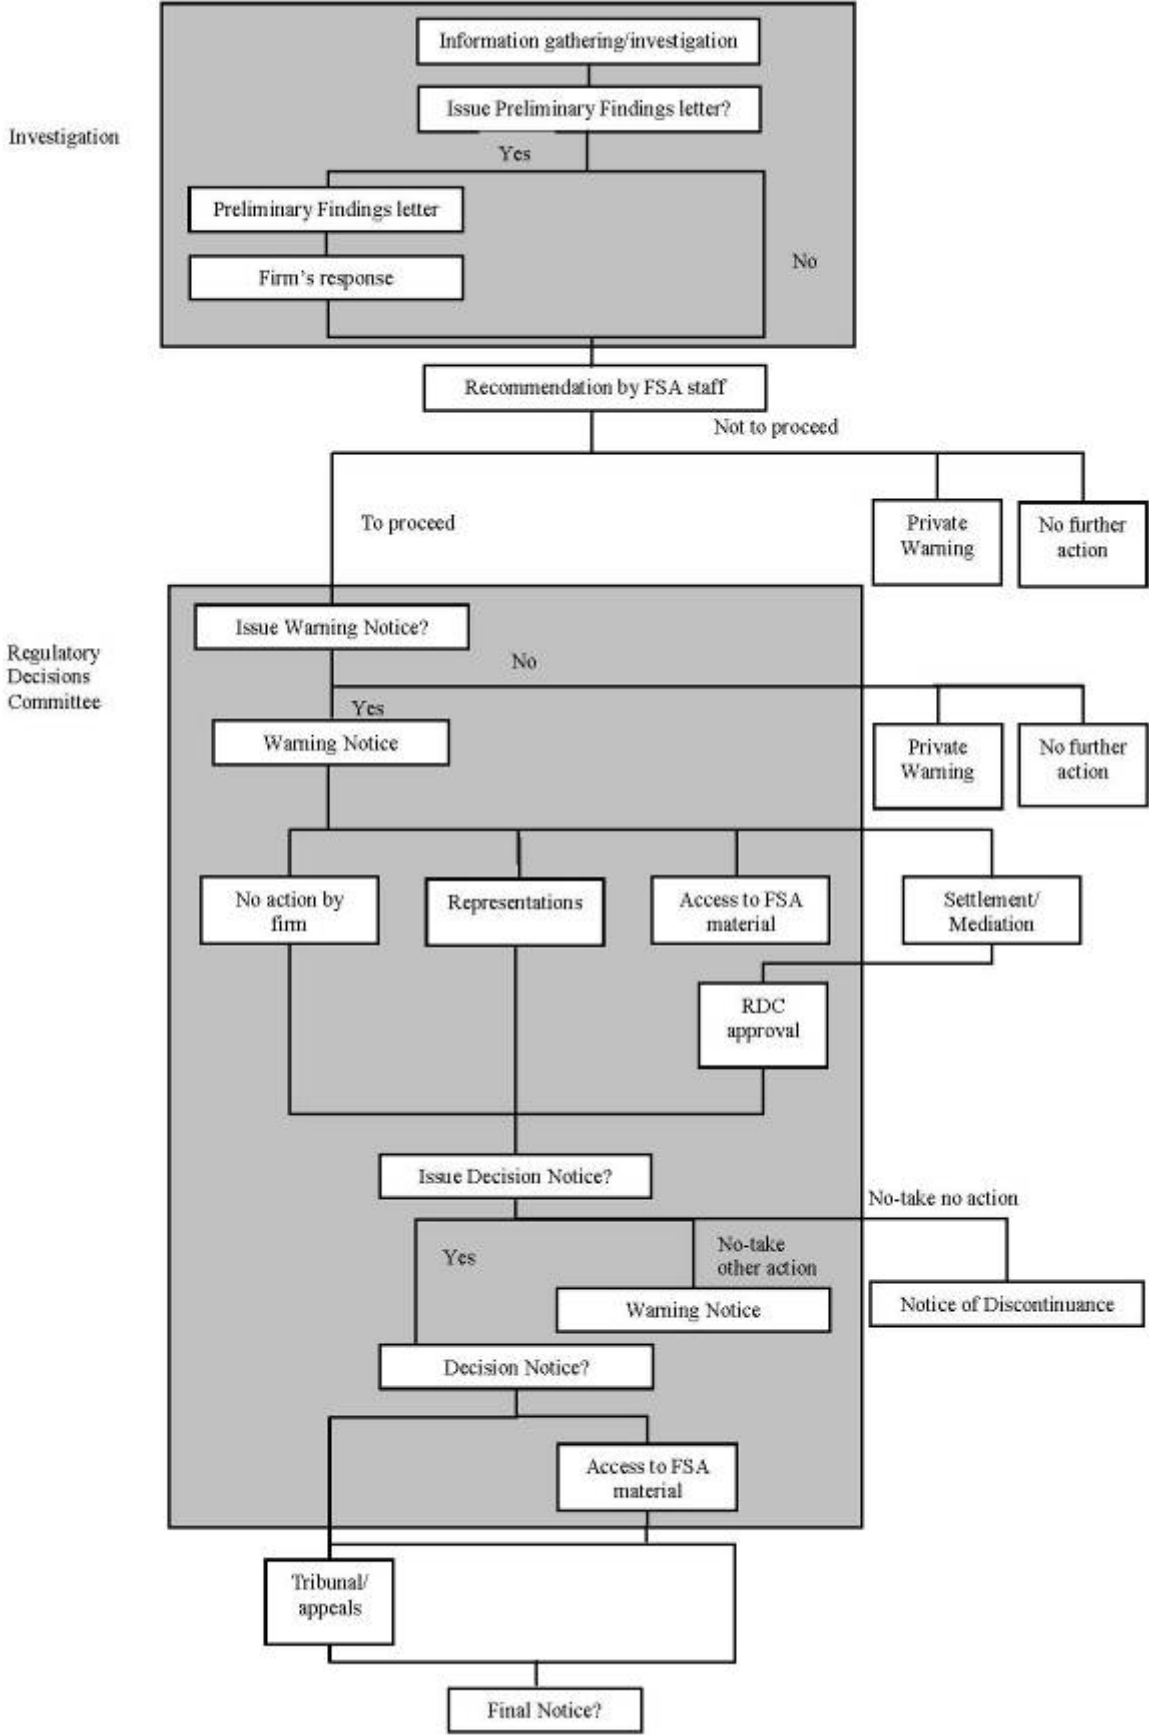 Information gathering/investigation
Issue Preliminary Findings letter?
Investigation
Yes
Preliminary Findings letter
No
Firm's response
Recommendation by FSA staff
Not to proceed
To proceed
Private
Warning
No further
action
Issue Warning Notice?
Regulatory
Decisions
Committee
No
Yes
Warning Notice
Private
Warning
No further
action
No action by
firm
Representations
Access to FSA
material
Settlement/
Mediation
RDC
approval
Issue Decision Notice?
No-take no action
Yes
No-take
other action
Warning Notice
Notice of Discontinuance
Decision Notice?
Access to FSA
material
Tribunal/
appeals
Final Notice?